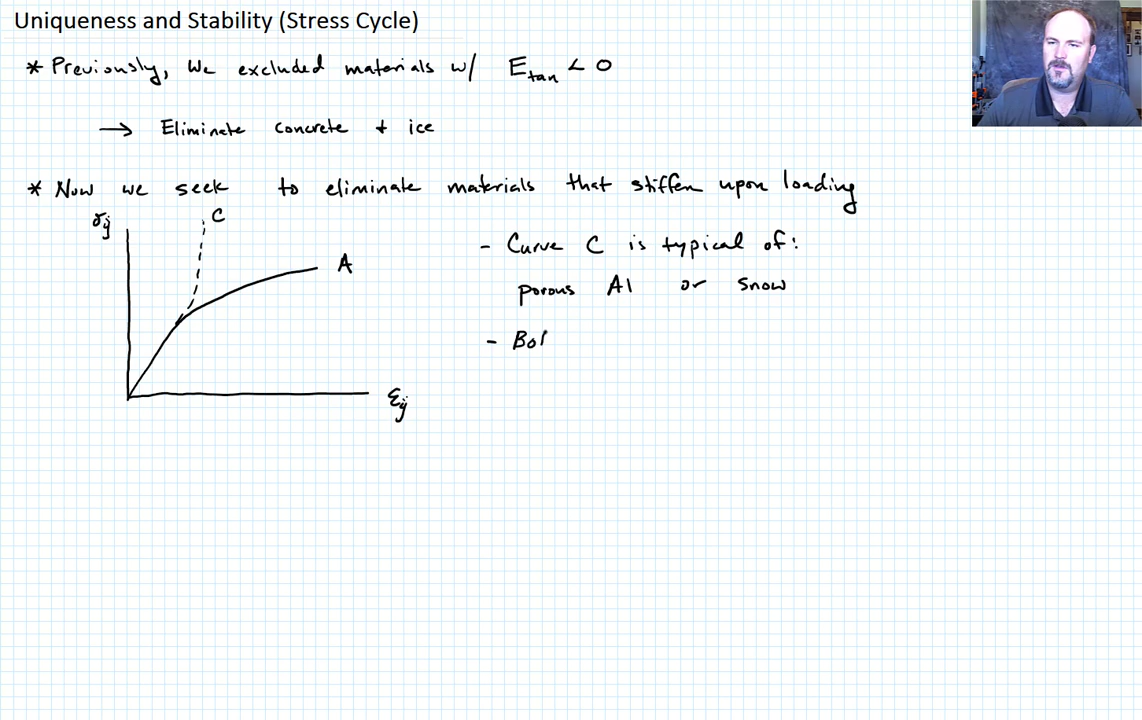 Uniqueness and Stability (Stress Cycle)
* Previously, We excluded materials w/ E_tan < 0
→ Eliminate concrete + ice
* Now we seek to eliminate materials that stiffen upon loading
σ_ij
C
A
ε_ij
- Curve C is typical of:
porous Al or snow
- Bo